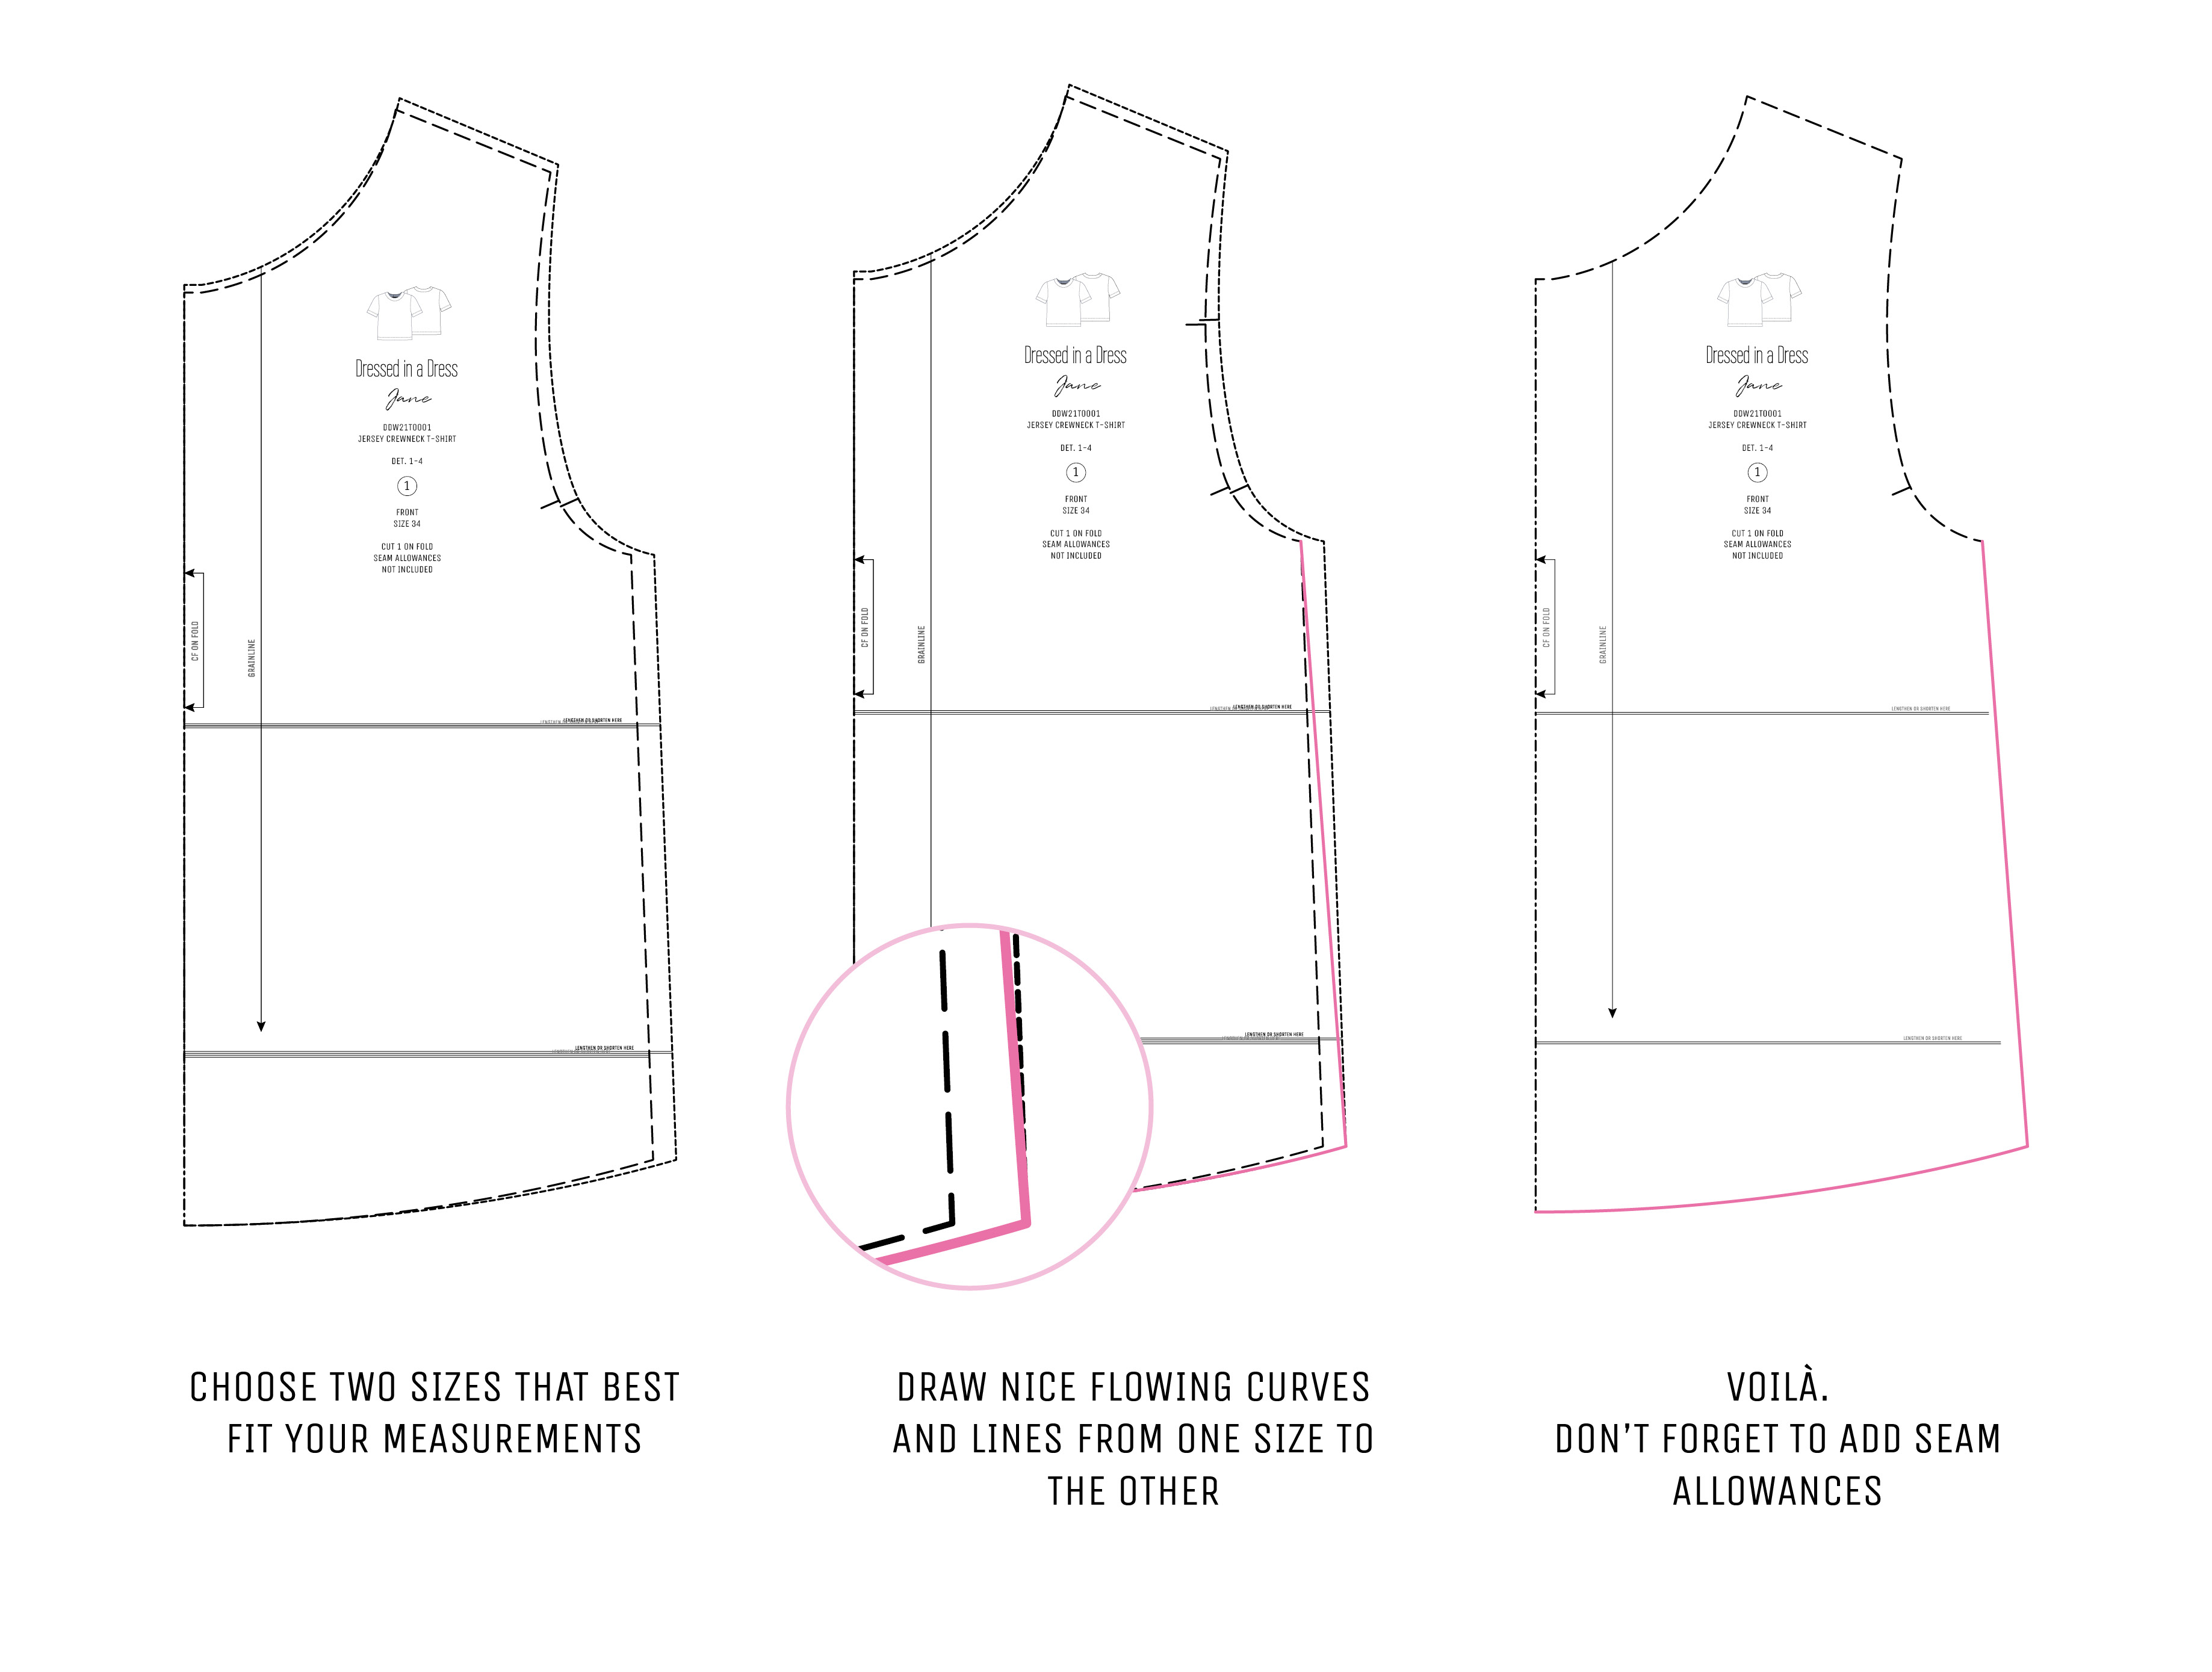 Dressed in a Dress
Jane
DDW21T0001
JERSEY CREWNECK T-SHIRT
DET. 1-4
1
FRONT
SIZE 34
CUT 1 ON FOLD
SEAM ALLOWANCES
NOT INCLUDED
CF ON FOLD
GRAINLINE
LENGTHEN OR SHORTEN HERE
LENGTHEN OR SHORTEN HERE
CHOOSE TWO SIZES THAT BEST
FIT YOUR MEASUREMENTS
Dressed in a Dress
Jane
DDW21T0001
JERSEY CREWNECK T-SHIRT
DET. 1-4
1
FRONT
SIZE 34
CUT 1 ON FOLD
SEAM ALLOWANCES
NOT INCLUDED
CF ON FOLD
GRAINLINE
LENGTHEN OR SHORTEN HERE
LENGTHEN OR SHORTEN HERE
DRAW NICE FLOWING CURVES
AND LINES FROM ONE SIZE TO
THE OTHER
Dressed in a Dress
Jane
DDW21T0001
JERSEY CREWNECK T-SHIRT
DET. 1-4
1
FRONT
SIZE 34
CUT 1 ON FOLD
SEAM ALLOWANCES
NOT INCLUDED
CF ON FOLD
GRAINLINE
LENGTHEN OR SHORTEN HERE
LENGTHEN OR SHORTEN HERE
VOILÀ.
DON'T FORGET TO ADD SEAM
ALLOWANCES